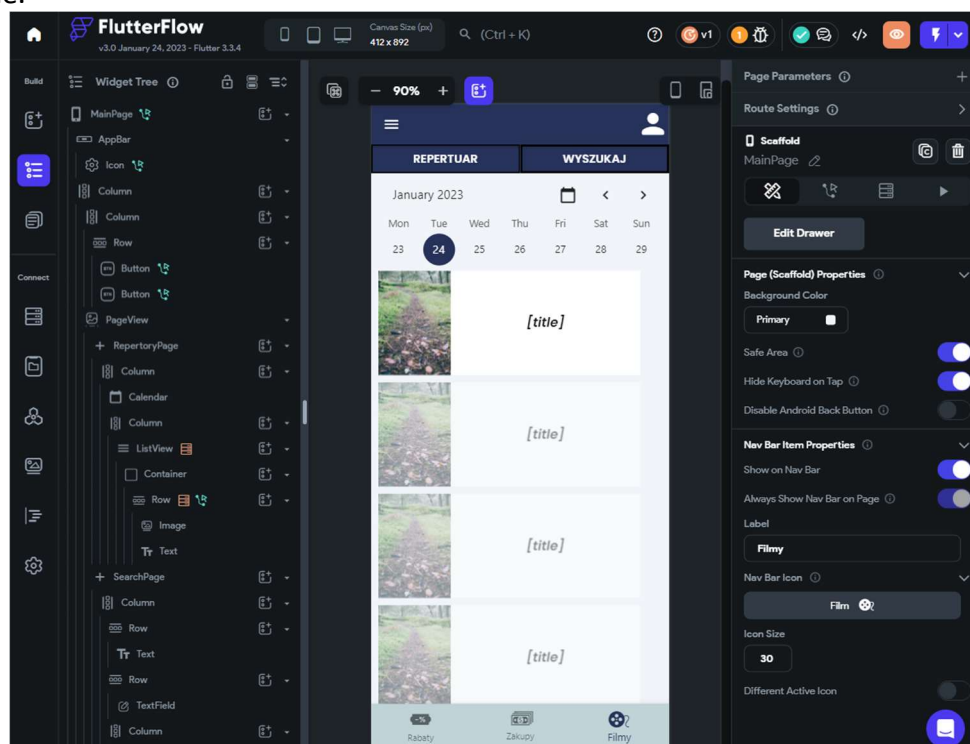 ne.
FlutterFlow
v3.0 January 24, 2023 - Flutter 3.3.4
Canvas Size (px)
412 x 892
(Ctrl + K)
v1
1
Build
Widget Tree
MainPage
AppBar
Icon
Column
Column
Row
Button
Button
PageView
RepertoryPage
Column
Calendar
Column
ListView
Container
Row
Image
Text
SearchPage
Column
Row
Text
Row
TextField
Column
Connect
90%
REPERTUAR WYSZUKAJ
January 2023
Mon Tue Wed Thu Fri Sat Sun
23 24 25 26 27 28 29
[title]
[title]
[title]
[title]
Rabaty Zakupy Filmy
Page Parameters
Route Settings
Scaffold
MainPage
Edit Drawer
Page (Scaffold) Properties
Background Color
Primary
Safe Area
Hide Keyboard on Tap
Disable Android Back Button
Nav Bar Item Properties
Show on Nav Bar
Always Show Nav Bar on Page
Label
Filmy
Nav Bar Icon
Film
Icon Size
30
Different Active Icon